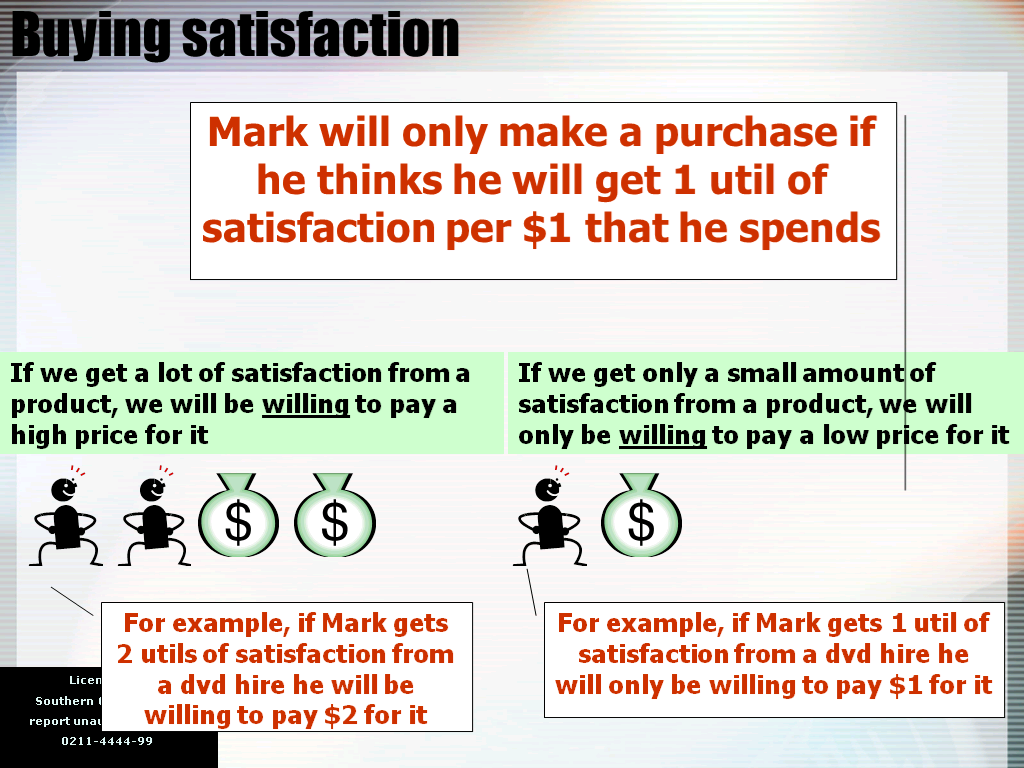 Buying satisfaction
Mark will only make a purchase if
he thinks he will get 1 util of
satisfaction per $1 that he spends
If we get a lot of satisfaction from a
product, we will be willing to pay a
high price for it
If we get only a small amount of
satisfaction from a product, we will
only be willing to pay a low price for it
$ $
$
For example, if Mark gets
2 utils of satisfaction from
a dvd hire he will be
willing to pay $2 for it
For example, if Mark gets 1 util of
satisfaction from a dvd hire he
will only be willing to pay $1 for it
Southern
report
0211-4444-99